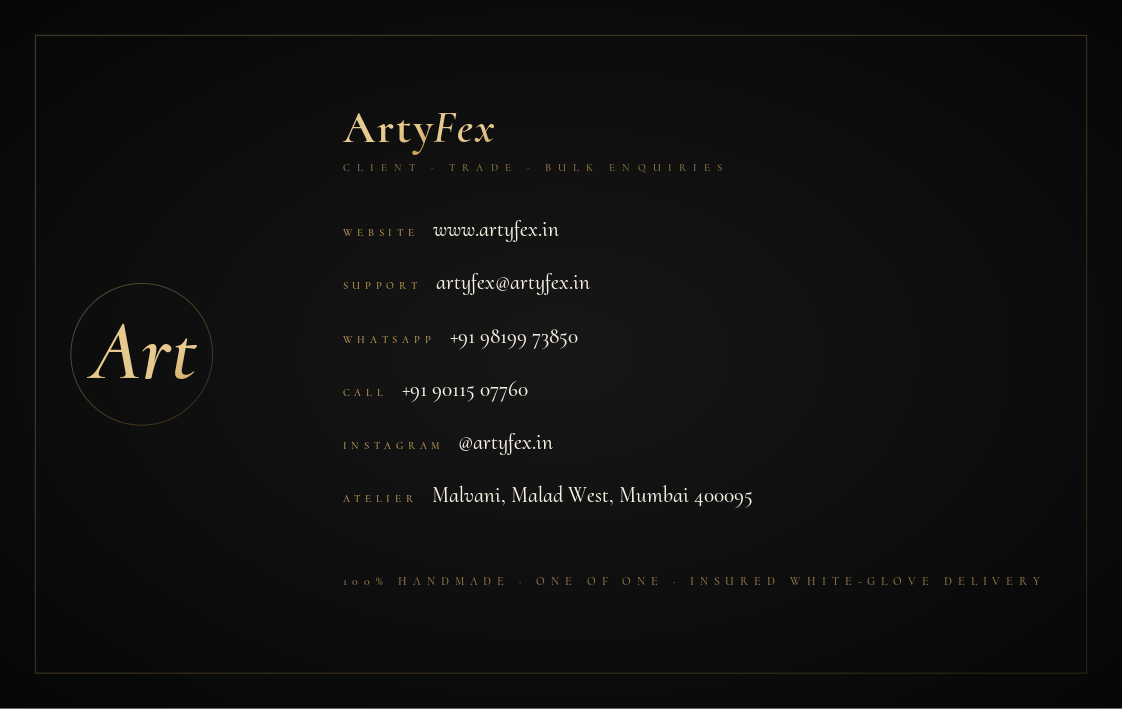 ArtyFex
CLIENT · TRADE · BULK ENQUIRIES
WEBSITE www.artyfex.in
SUPPORT artyfex@artyfex.in
WHATSAPP +91 98199 73850
CALL +91 90115 07760
INSTAGRAM @artyfex.in
ATELIER Malvani, Malad West, Mumbai 400095
Art
100% HANDMADE · ONE OF ONE · INSURED WHITE-GLOVE DELIVERY